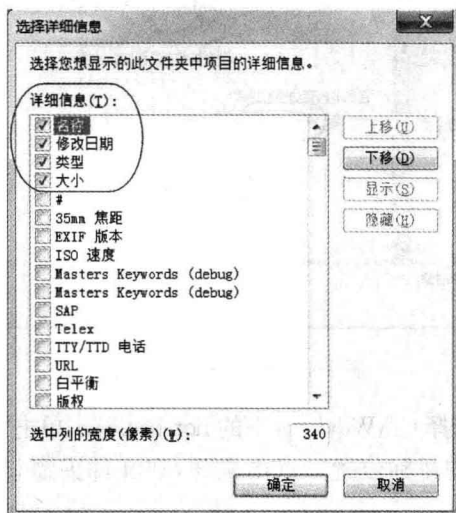 选择详细信息
选择您想显示的此文件夹中项目的详细信息。
详细信息(T):
名称
修改日期
类型
大小
#
35mm 焦距
EXIF 版本
ISO 速度
Masters Keywords (debug)
Masters Keywords (debug)
SAP
Telex
TTY/TTD 电话
URL
白平衡
版权
上移(U)
下移(D)
显示(S)
隐藏(H)
选中列的宽度(像素)(W): 340
确定 取消